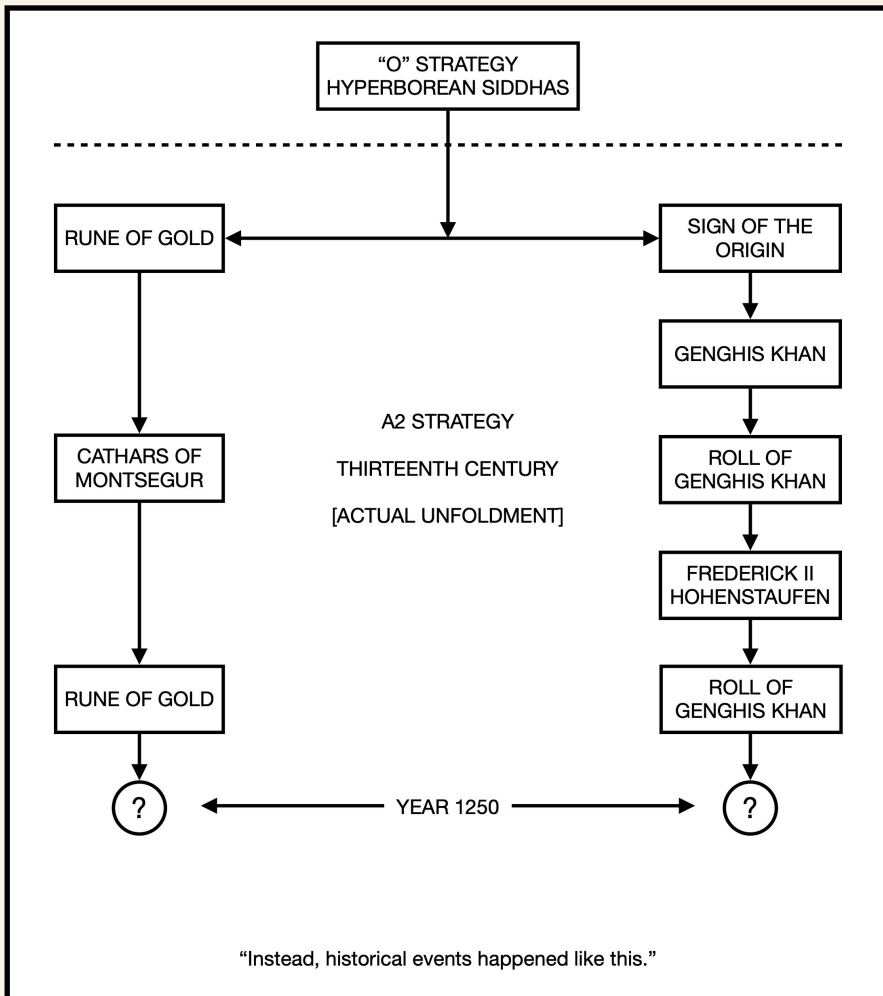 “O” STRATEGY
HYPERBOREAN SIDDHAS
RUNE OF GOLD
SIGN OF THE
ORIGIN
GENGHIS KHAN
A2 STRATEGY
THIRTEENTH CENTURY
[ACTUAL UNFOLDMENT]
CATHARS OF
MONTSEGUR
ROLL OF
GENGHIS KHAN
FREDERICK II
HOHENSTAUFEN
RUNE OF GOLD
ROLL OF
GENGHIS KHAN
?
YEAR 1250
?
“Instead, historical events happened like this.”